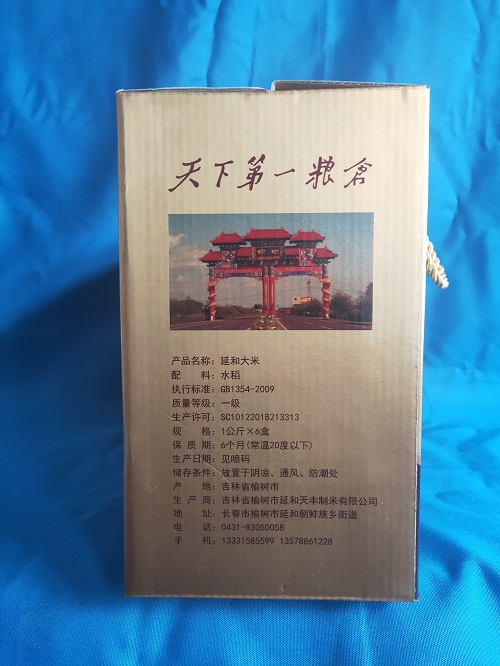 天下第一粮仓
产品名称：延和大米
配　　料：水稻
执行标准：GB1354-2009
质量等级：一级
生产许可：SC10122018213313
规　　格：1公斤×6盒
保 质 期：6个月(常温20度以下)
生产日期：见喷码
储存条件：放置于阴凉、通风、防潮处
产　　地：吉林省榆树市
生 产 商：吉林省榆树市延和天丰制米有限公司
地　　址：长春市榆树市延和朝鲜族乡街道
电　　话：0431-83050058
手　　机：13331585599 13578861228